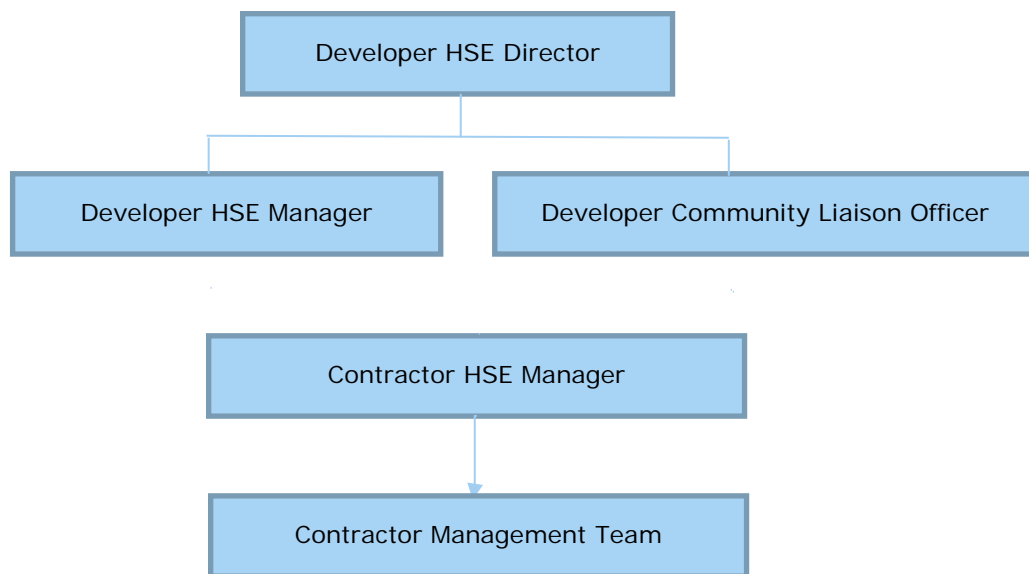 Developer HSE Director
Developer HSE Manager
Developer Community Liaison Officer
Contractor HSE Manager
Contractor Management Team